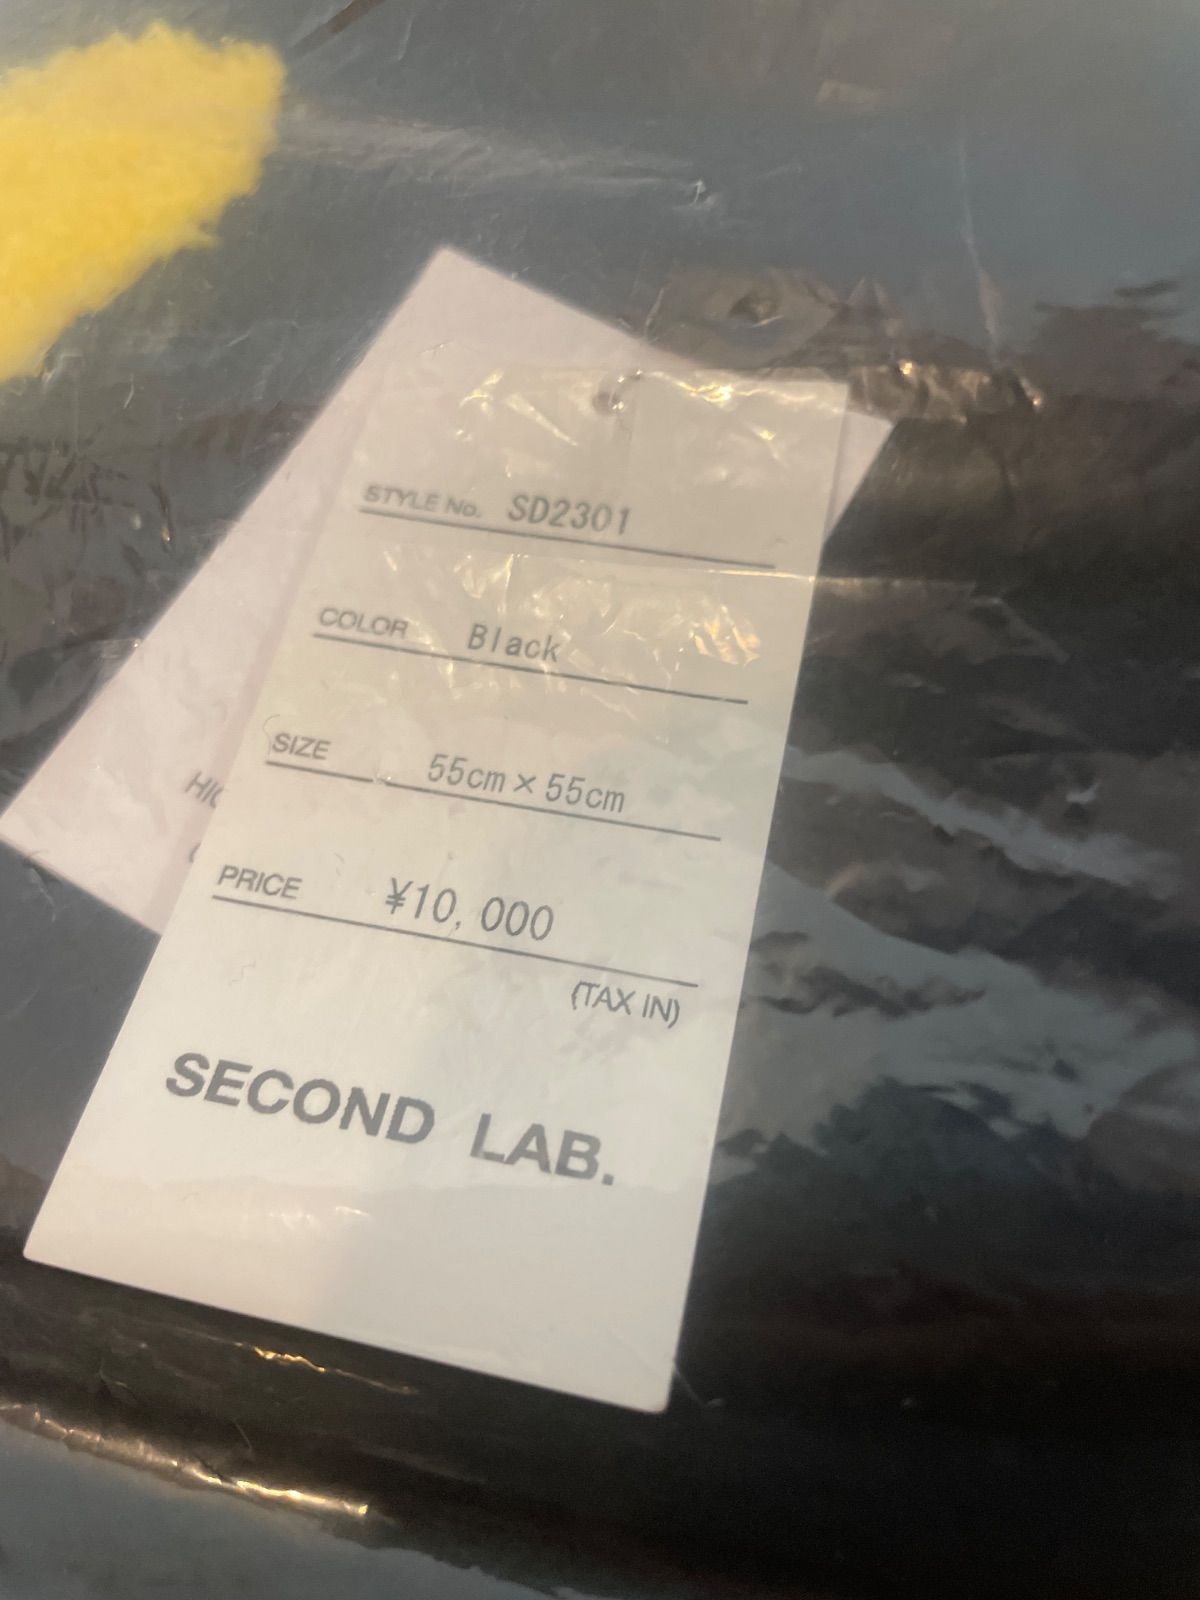 STYLE No. SD2301
COLOR Black
SIZE 55cm×55cm
PRICE ¥10,000
(TAX IN)
SECOND LAB.